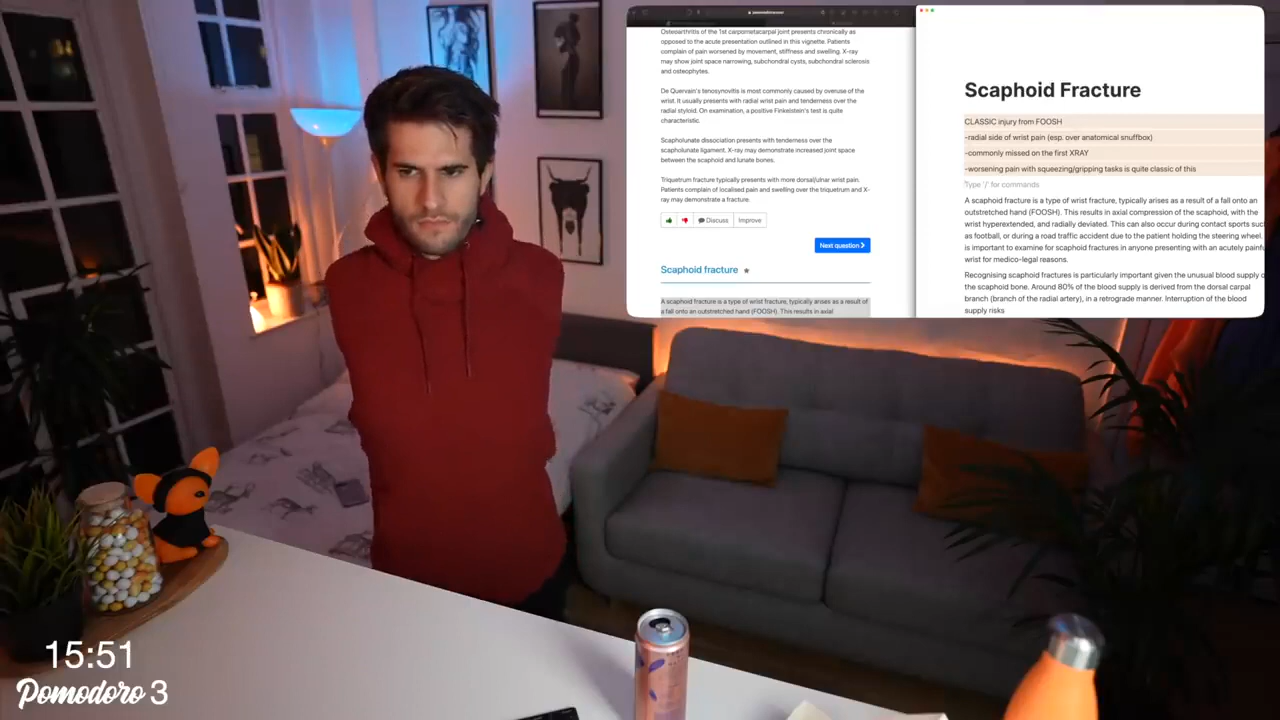 Osteoarthritis of the 1st carpometacarpal joint presents chronically as
opposed to the acute presentation outlined in this vignette. Patients
complain of pain worsened by movement, stiffness and swelling. X-ray
may show joint space narrowing, subchondral cysts, subchondral sclerosis
and osteophytes.
De Quervain's tenosynovitis is most commonly caused by overuse of the
wrist. It usually presents with radial wrist pain and tenderness over the
radial styloid. On examination, a positive Finkelstein's test is quite
characteristic.
Scapholunate dissociation presents with tenderness over the
scapholunate ligament. X-ray may demonstrate increased joint space
between the scaphoid and lunate bones.
Triquetrum fracture typically presents with more dorsal/ulnar wrist pain.
Patients complain of localised pain and swelling over the triquetrum and X-
ray may demonstrate a fracture.
Discuss Improve
Next question
Scaphoid fracture
A scaphoid fracture is a type of wrist fracture, typically arises as a result of
a fall onto an outstretched hand (FOOSH). This results in axial
Scaphoid Fracture
CLASSIC injury from FOOSH
-radial side of wrist pain (esp. over anatomical snuffbox)
-commonly missed on the first XRAY
-worsening pain with squeezing/gripping tasks is quite classic of this
Type '/' for commands
A scaphoid fracture is a type of wrist fracture, typically arises as a result of a fall onto an
outstretched hand (FOOSH). This results in axial compression of the scaphoid, with the
wrist hyperextended, and radially deviated. This can also occur during contact sports suc
as football, or during a road traffic accident due to the patient holding the steering wheel.
is important to examine for scaphoid fractures in anyone presenting with an acutely painfu
wrist for medico-legal reasons.
Recognising scaphoid fractures is particularly important given the unusual blood supply o
the scaphoid bone. Around 80% of the blood supply is derived from the dorsal carpal
branch (branch of the radial artery), in a retrograde manner. Interruption of the blood
supply risks
15:51
Pomodoro 3